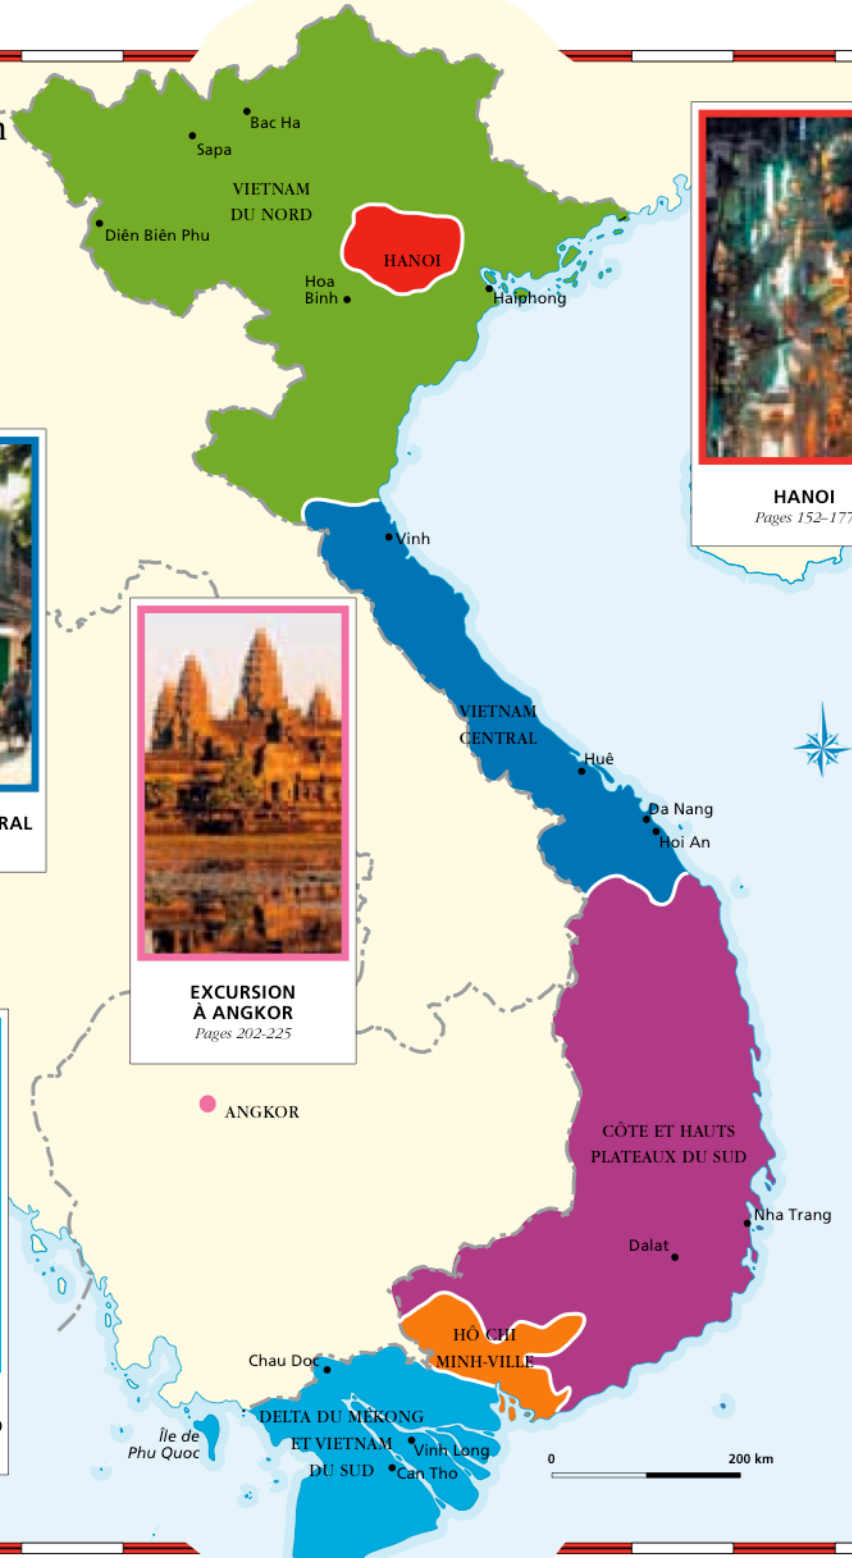 Bac Ha
Sapa
VIETNAM
DU NORD
Diên Biên Phu
HANOI
Hoa
Binh
Haiphong
HANOI
Pages 152–177
Vinh
VIETNAM
CENTRAL
Huê
Da Nang
Hoi An
RAL
EXCURSION
À ANGKOR
Pages 202-225
ANGKOR
CÔTE ET HAUTS
PLATEAUX DU SUD
Nha Trang
Dalat
HÔ CHI
MINH-VILLE
Chau Doc
DELTA DU MÉKONG
ET VIETNAM
DU SUD
Île de
Phu Quoc
Vinh Long
Can Tho
0 200 km